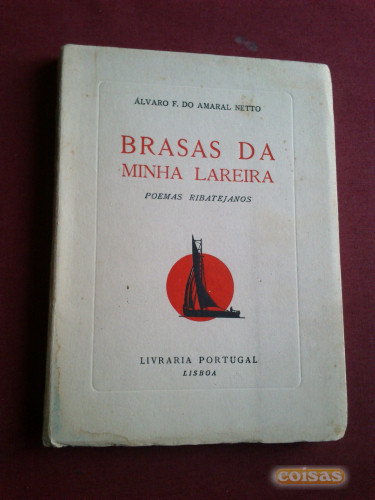 ÁLVARO F. DO AMARAL NETTO
BRASAS DA
MINHA LAREIRA
POEMAS RIBATEJANOS
LIVRARIA PORTUGAL
LISBOA
coisas